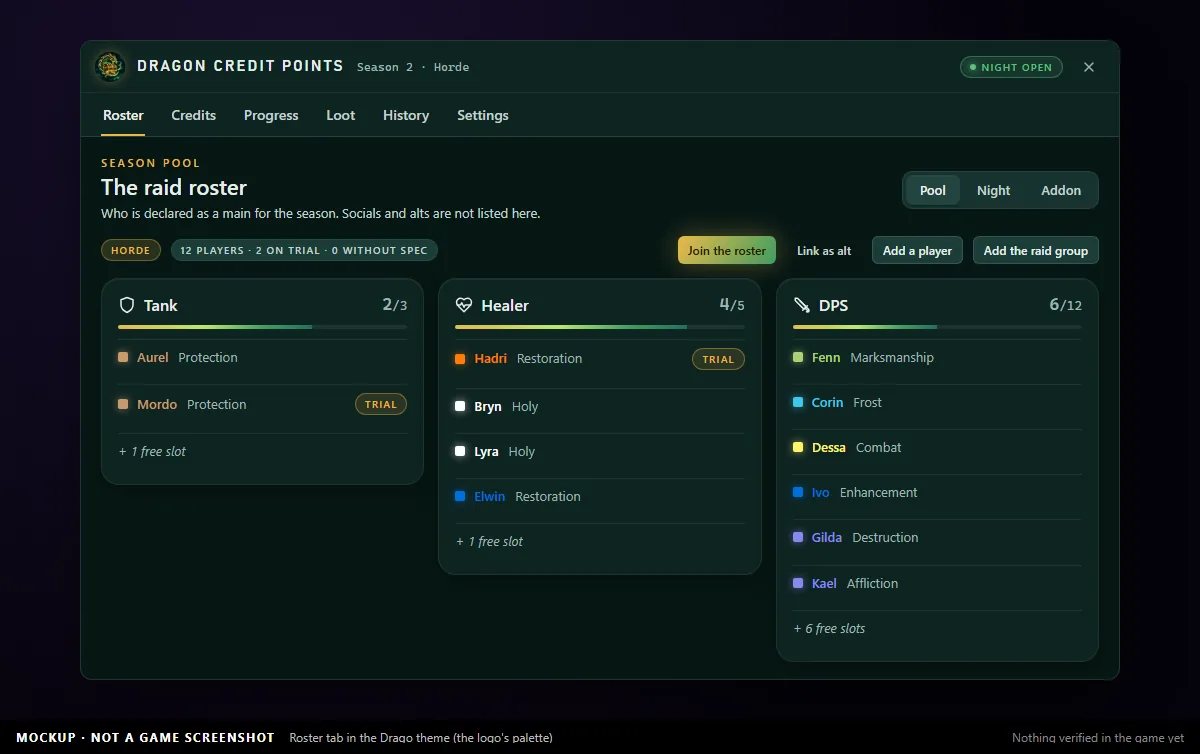 DRAGON CREDIT POINTS Season 2 · Horde
NIGHT OPEN
Roster Credits Progress Loot History Settings
SEASON POOL
The raid roster
Who is declared as a main for the season. Socials and alts are not listed here.
Pool Night Addon
HORDE 12 PLAYERS · 2 ON TRIAL · 0 WITHOUT SPEC
Join the roster Link as alt Add a player Add the raid group
Tank 2/3
Aurel Protection
Mordo Protection TRIAL
+ 1 free slot
Healer 4/5
Hadri Restoration TRIAL
Bryn Holy
Lyra Holy
Elwin Restoration
+ 1 free slot
DPS 6/12
Fenn Marksmanship
Corin Frost
Dessa Combat
Ivo Enhancement
Gilda Destruction
Kael Affliction
+ 6 free slots
MOCKUP · NOT A GAME SCREENSHOT Roster tab in the Drago theme (the logo's palette) Nothing verified in the game yet